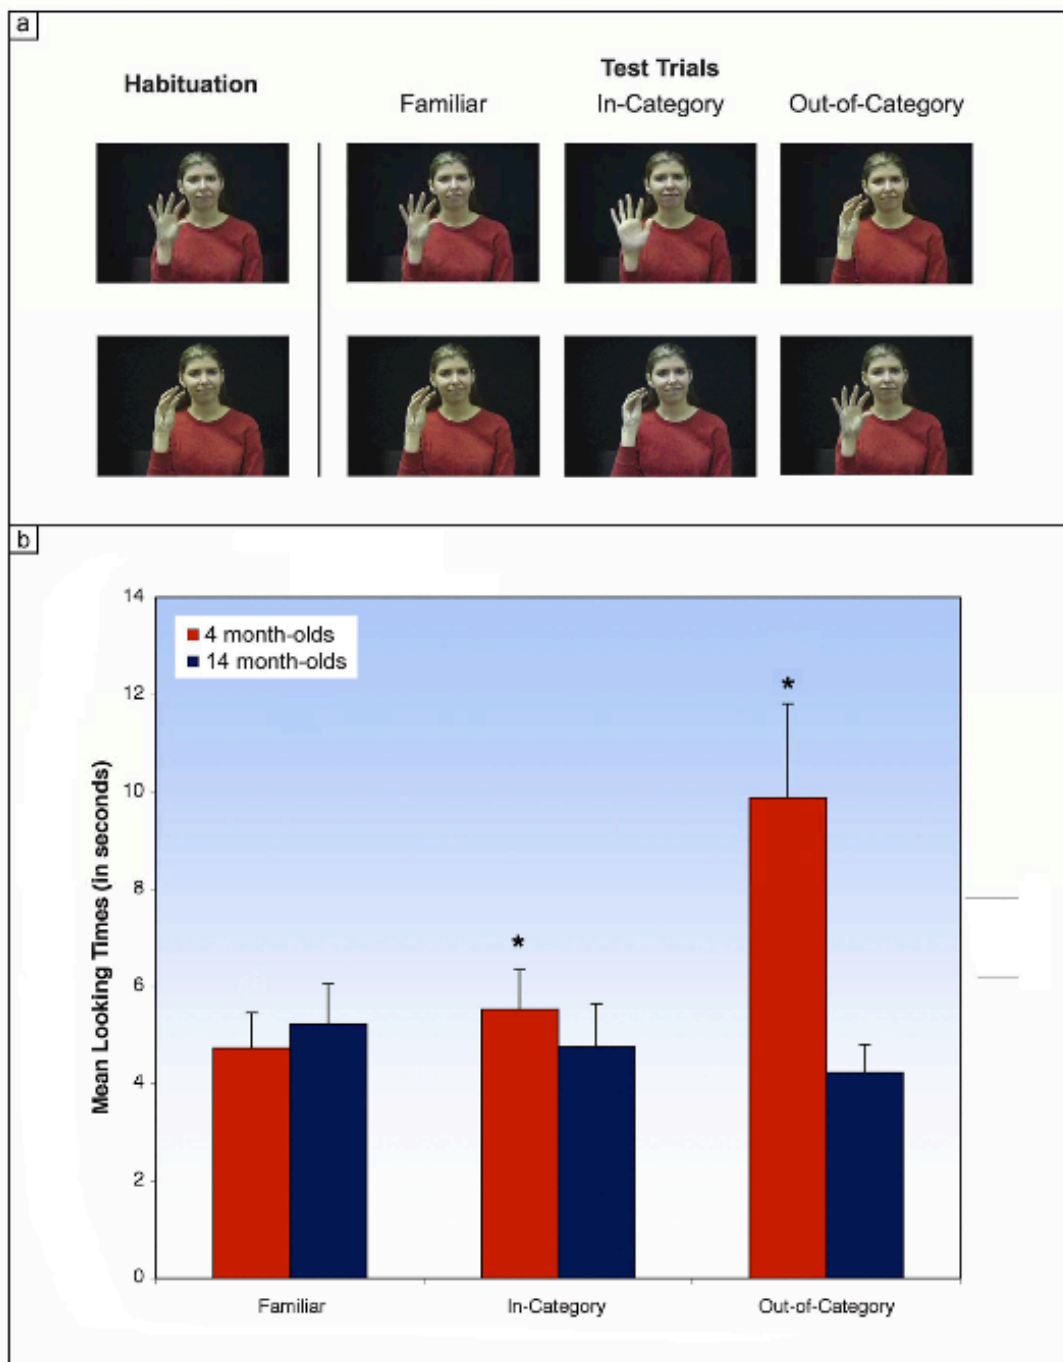 a
Habituation
Test Trials
Familiar In-Category Out-of-Category
b
14
12
10
8
6
4
2
0
Mean Looking Times (in seconds)
4 month-olds
14 month-olds
*
*
Familiar In-Category Out-of-Category